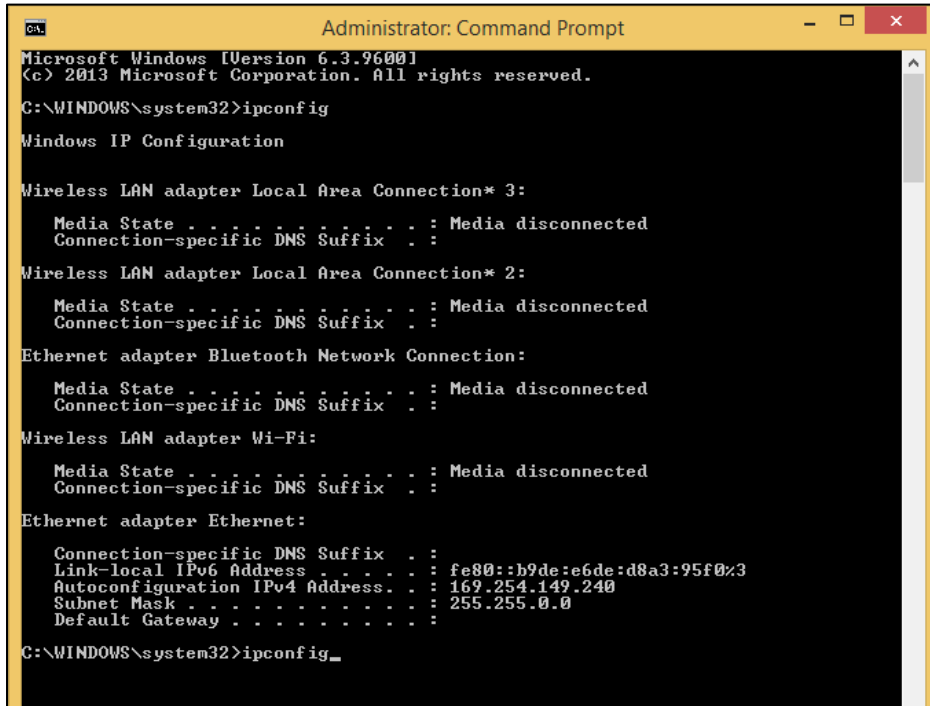 Administrator: Command Prompt
Microsoft Windows [Version 6.3.9600]
(c) 2013 Microsoft Corporation. All rights reserved.
C:\WINDOWS\system32>ipconfig
Windows IP Configuration
Wireless LAN adapter Local Area Connection* 3:
Media State . . . . . . . . . . . : Media disconnected
Connection-specific DNS Suffix  . :
Wireless LAN adapter Local Area Connection* 2:
Media State . . . . . . . . . . . : Media disconnected
Connection-specific DNS Suffix  . :
Ethernet adapter Bluetooth Network Connection:
Media State . . . . . . . . . . . : Media disconnected
Connection-specific DNS Suffix  . :
Wireless LAN adapter Wi-Fi:
Media State . . . . . . . . . . . : Media disconnected
Connection-specific DNS Suffix  . :
Ethernet adapter Ethernet:
Connection-specific DNS Suffix  . :
Link-local IPv6 Address . . . . . : fe80::b9de:e6de:d8a3:95f0%3
Autoconfiguration IPv4 Address. . : 169.254.149.240
Subnet Mask . . . . . . . . . . . : 255.255.0.0
Default Gateway . . . . . . . . . :
C:\WINDOWS\system32>ipconfig_